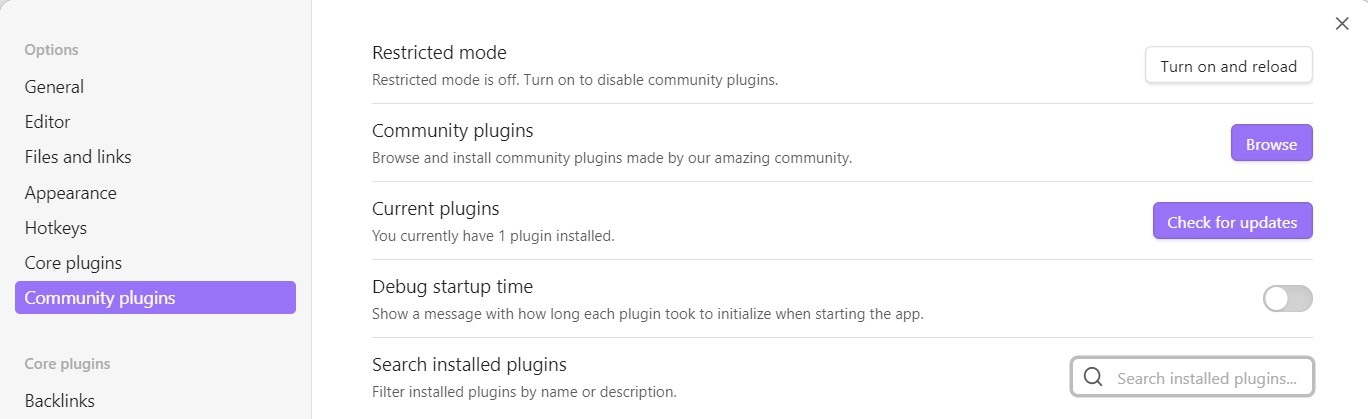 Options
General
Editor
Files and links
Appearance
Hotkeys
Core plugins
Community plugins
Core plugins
Backlinks
Restricted mode
Restricted mode is off. Turn on to disable community plugins.
Turn on and reload
Community plugins
Browse and install community plugins made by our amazing community.
Browse
Current plugins
You currently have 1 plugin installed.
Check for updates
Debug startup time
Show a message with how long each plugin took to initialize when starting the app.
Search installed plugins
Filter installed plugins by name or description.
Search installed plugins...